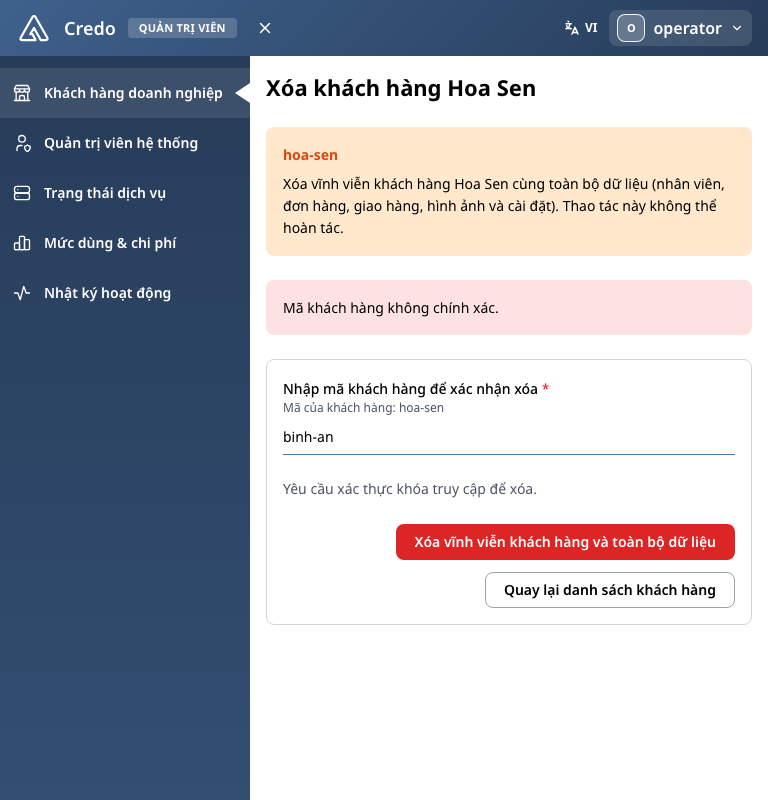 Credo
QUẢN TRỊ VIÊN
VI
O
operator
Khách hàng doanh nghiệp
Quản trị viên hệ thống
Trạng thái dịch vụ
Mức dùng & chi phí
Nhật ký hoạt động
Xóa khách hàng Hoa Sen
hoa-sen
Xóa vĩnh viễn khách hàng Hoa Sen cùng toàn bộ dữ liệu (nhân viên,
đơn hàng, giao hàng, hình ảnh và cài đặt). Thao tác này không thể
hoàn tác.
Mã khách hàng không chính xác.
Nhập mã khách hàng để xác nhận xóa *
Mã của khách hàng: hoa-sen
binh-an
Yêu cầu xác thực khóa truy cập để xóa.
Xóa vĩnh viễn khách hàng và toàn bộ dữ liệu
Quay lại danh sách khách hàng